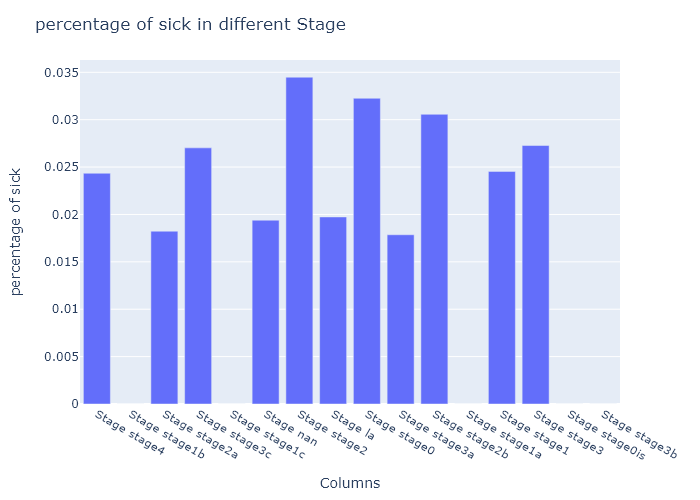 percentage of sick in different Stage
percentage of sick
0.035
0.03
0.025
0.02
0.015
0.01
0.005
0
Stage stage4
Stage stage1b
Stage stage2a
Stage stage3c
Stage stage1c
Stage nan
Stage stage2
Stage la
Stage stage0
Stage stage3a
Stage stage2b
Stage stage1a
Stage stage1
Stage stage3
Stage stage0is
Stage stage3b
Columns